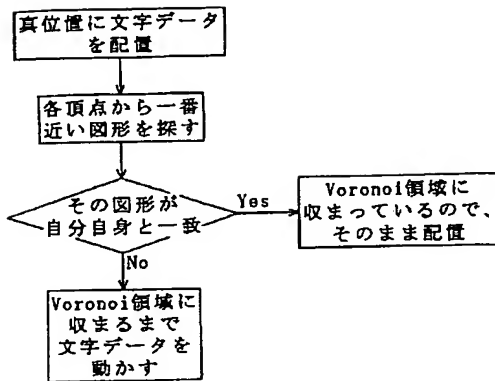 真位置に文字データ
を配置
各頂点から一番
近い図形を探す
その図形が
自分自身と一致
Yes
Voronoi領域に
収まっているので、
そのまま配置
No
Voronoi領域に
収まるまで
文字データを
動かす